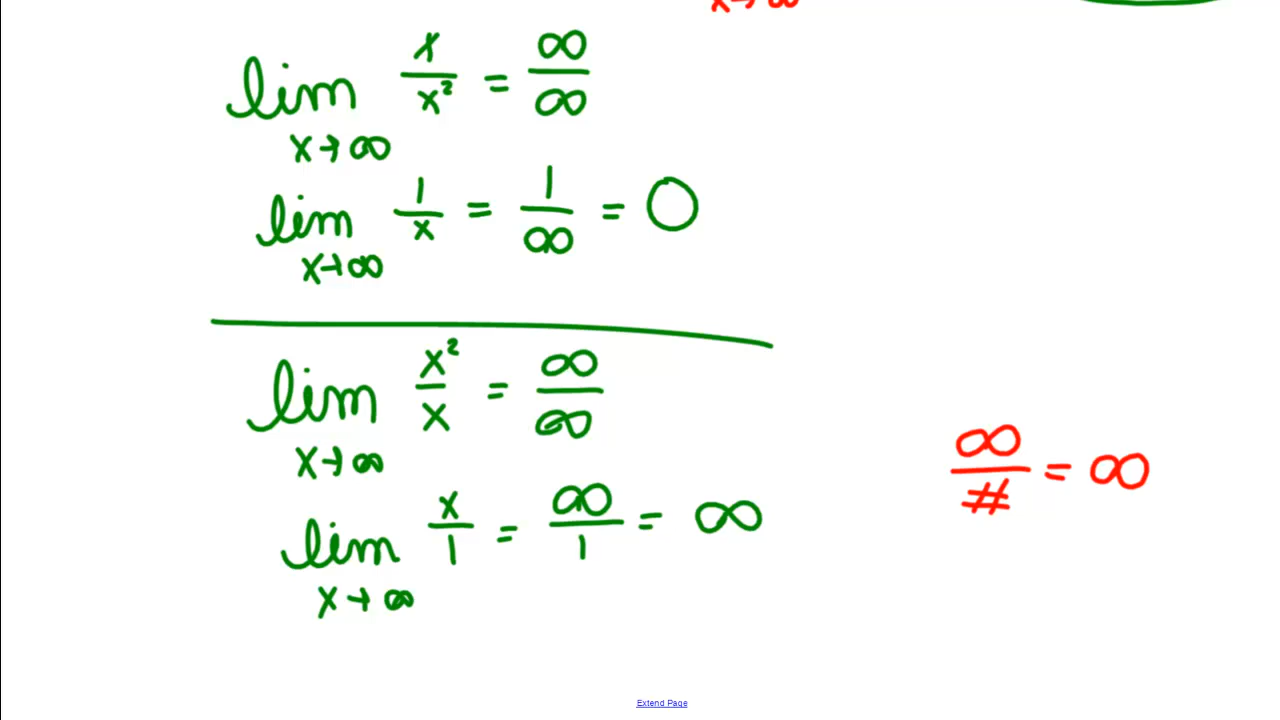 x→∞
lim x/x² = ∞/∞
x→∞
lim 1/x = 1/∞ = 0
x→∞
lim x²/x = ∞/∞
x→∞
∞/# = ∞
lim x/1 = ∞/1 = ∞
x→∞
Extend Page